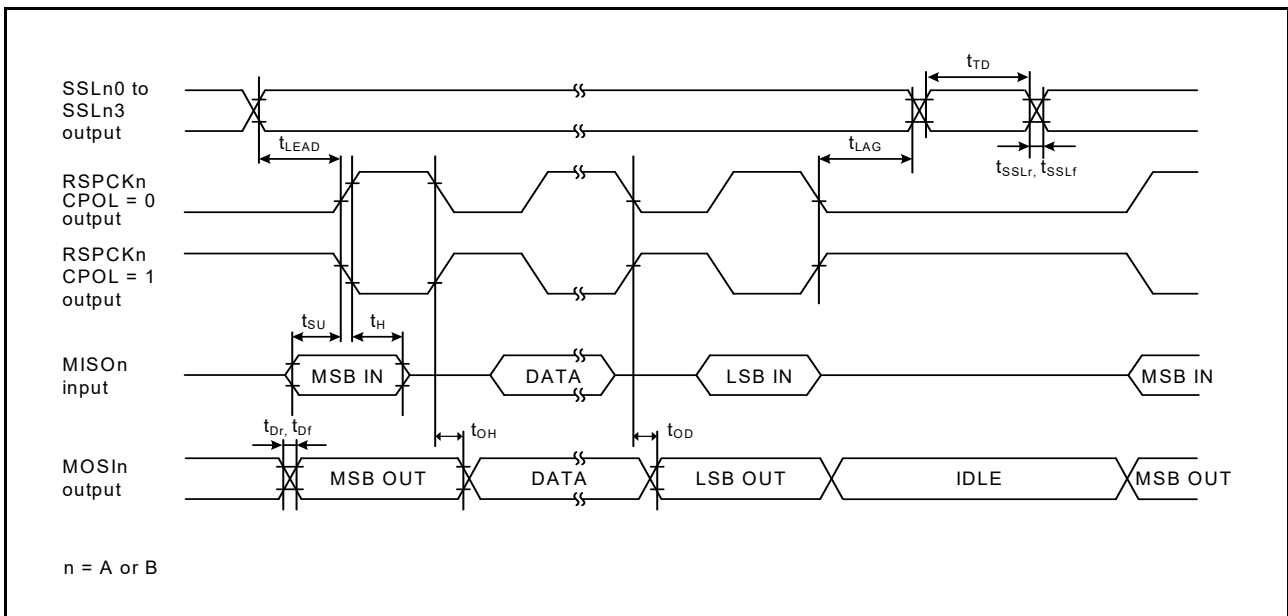 SSLn0 to
SSLn3
output
tTD
tLEAD
tLAG
tSSLr, tSSLf
RSPCKn
CPOL = 0
output
RSPCKn
CPOL = 1
output
tSU
tH
MISOn
input
MSB IN
DATA
LSB IN
MSB IN
tDr, tDf
tOH
tOD
MOSIn
output
MSB OUT
DATA
LSB OUT
IDLE
MSB OUT
n = A or B